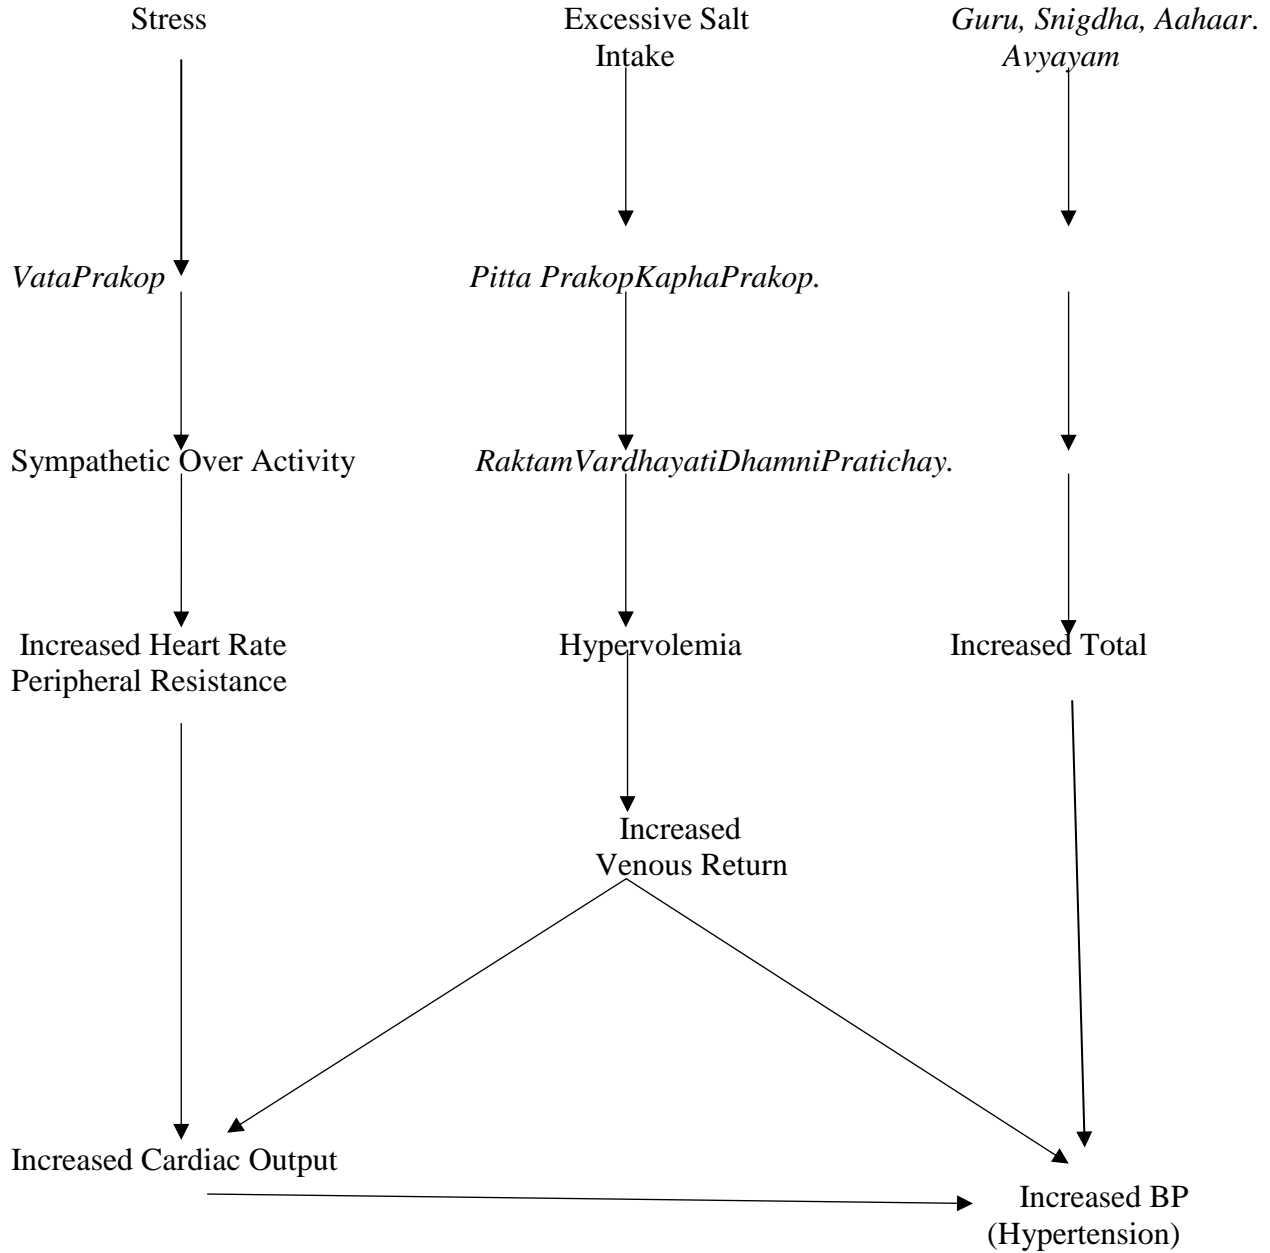 Stress Excessive Salt Guru, Snigdha, Aahaar.
Intake Avyayam
VataPrakop Pitta PrakopKaphaPrakop.
Sympathetic Over Activity RaktamVardhayatiDhamniPratichay.
Increased Heart Rate Hypervolemia Increased Total
Peripheral Resistance
Increased
Venous Return
Increased Cardiac Output
Increased BP
(Hypertension)